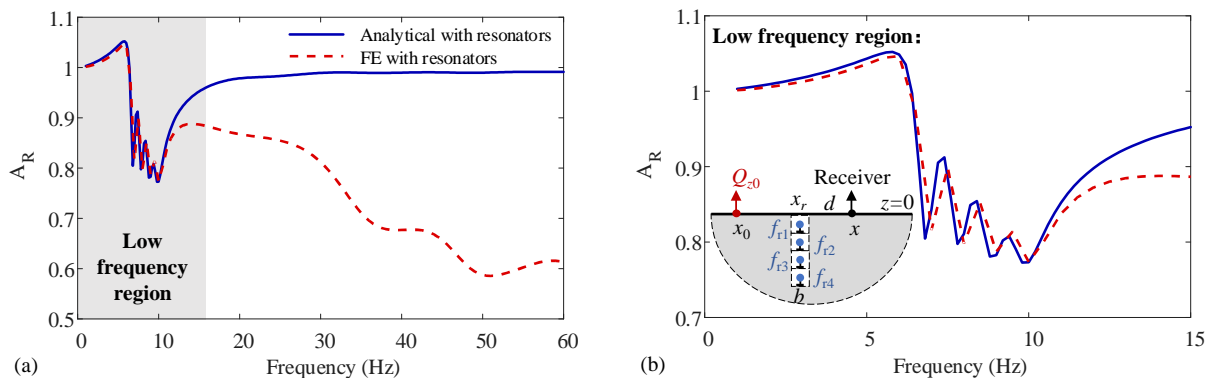 1.1
1
0.9
0.8
0.7
0.6
0.5
A_R
Analytical with resonators
FE with resonators
Low
frequency
region
0 10 20 30 40 50 60
Frequency (Hz)
(a)
1.1
1
0.9
0.8
0.7
A_R
Low frequency region:
Q_z0
Receiver
x_r d z=0
x_0 x
f_r1
f_r2
f_r3
f_r4
b
0 5 10 15
Frequency (Hz)
(b)